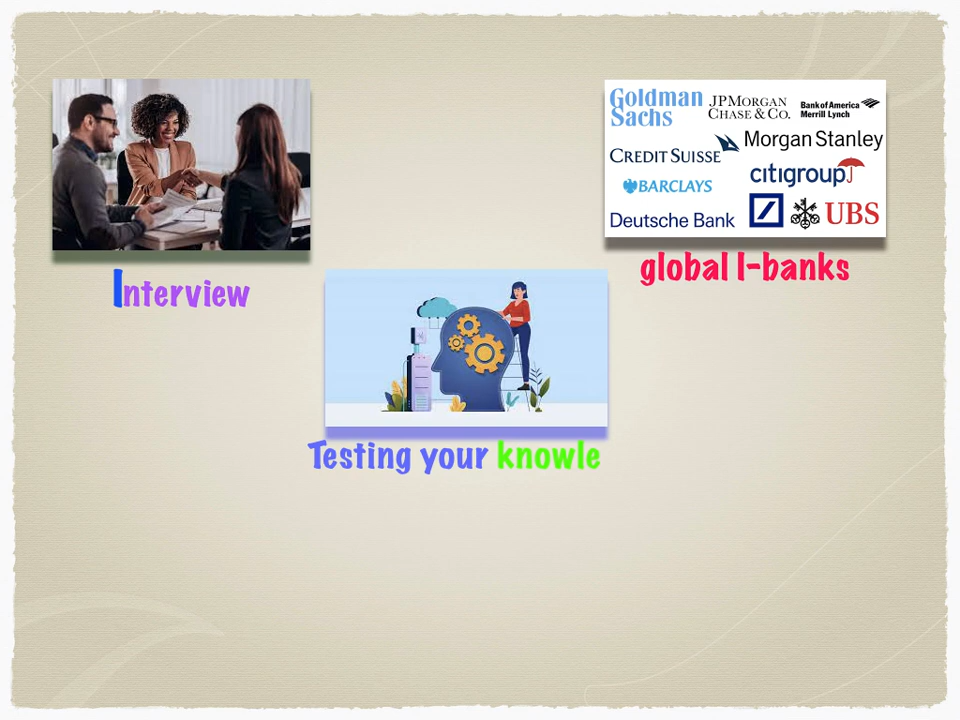 Goldman Sachs
JPMORGAN CHASE & CO.
Bank of America Merrill Lynch
CREDIT SUISSE
Morgan Stanley
BARCLAYS
citigroup
Deutsche Bank
UBS
Interview
global I-banks
Testing your knowle